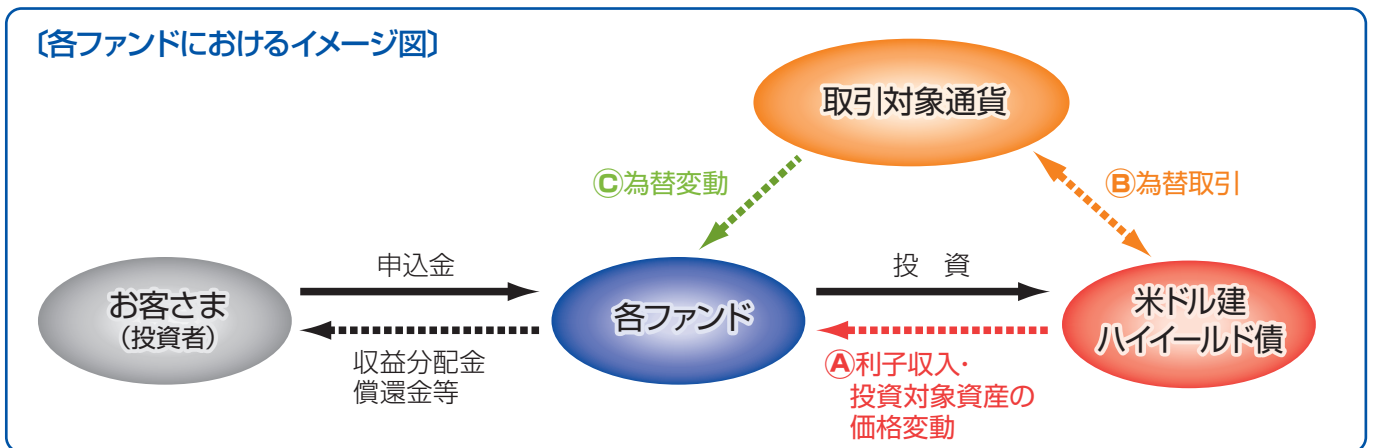 〔各ファンドにおけるイメージ図〕
取引対象通貨
Ⓒ為替変動
Ⓑ為替取引
申込金
投　資
お客さま
（投資者）
各ファンド
米ドル建
ハイイールド債
収益分配金
償還金等
Ⓐ利子収入・
投資対象資産の
価格変動